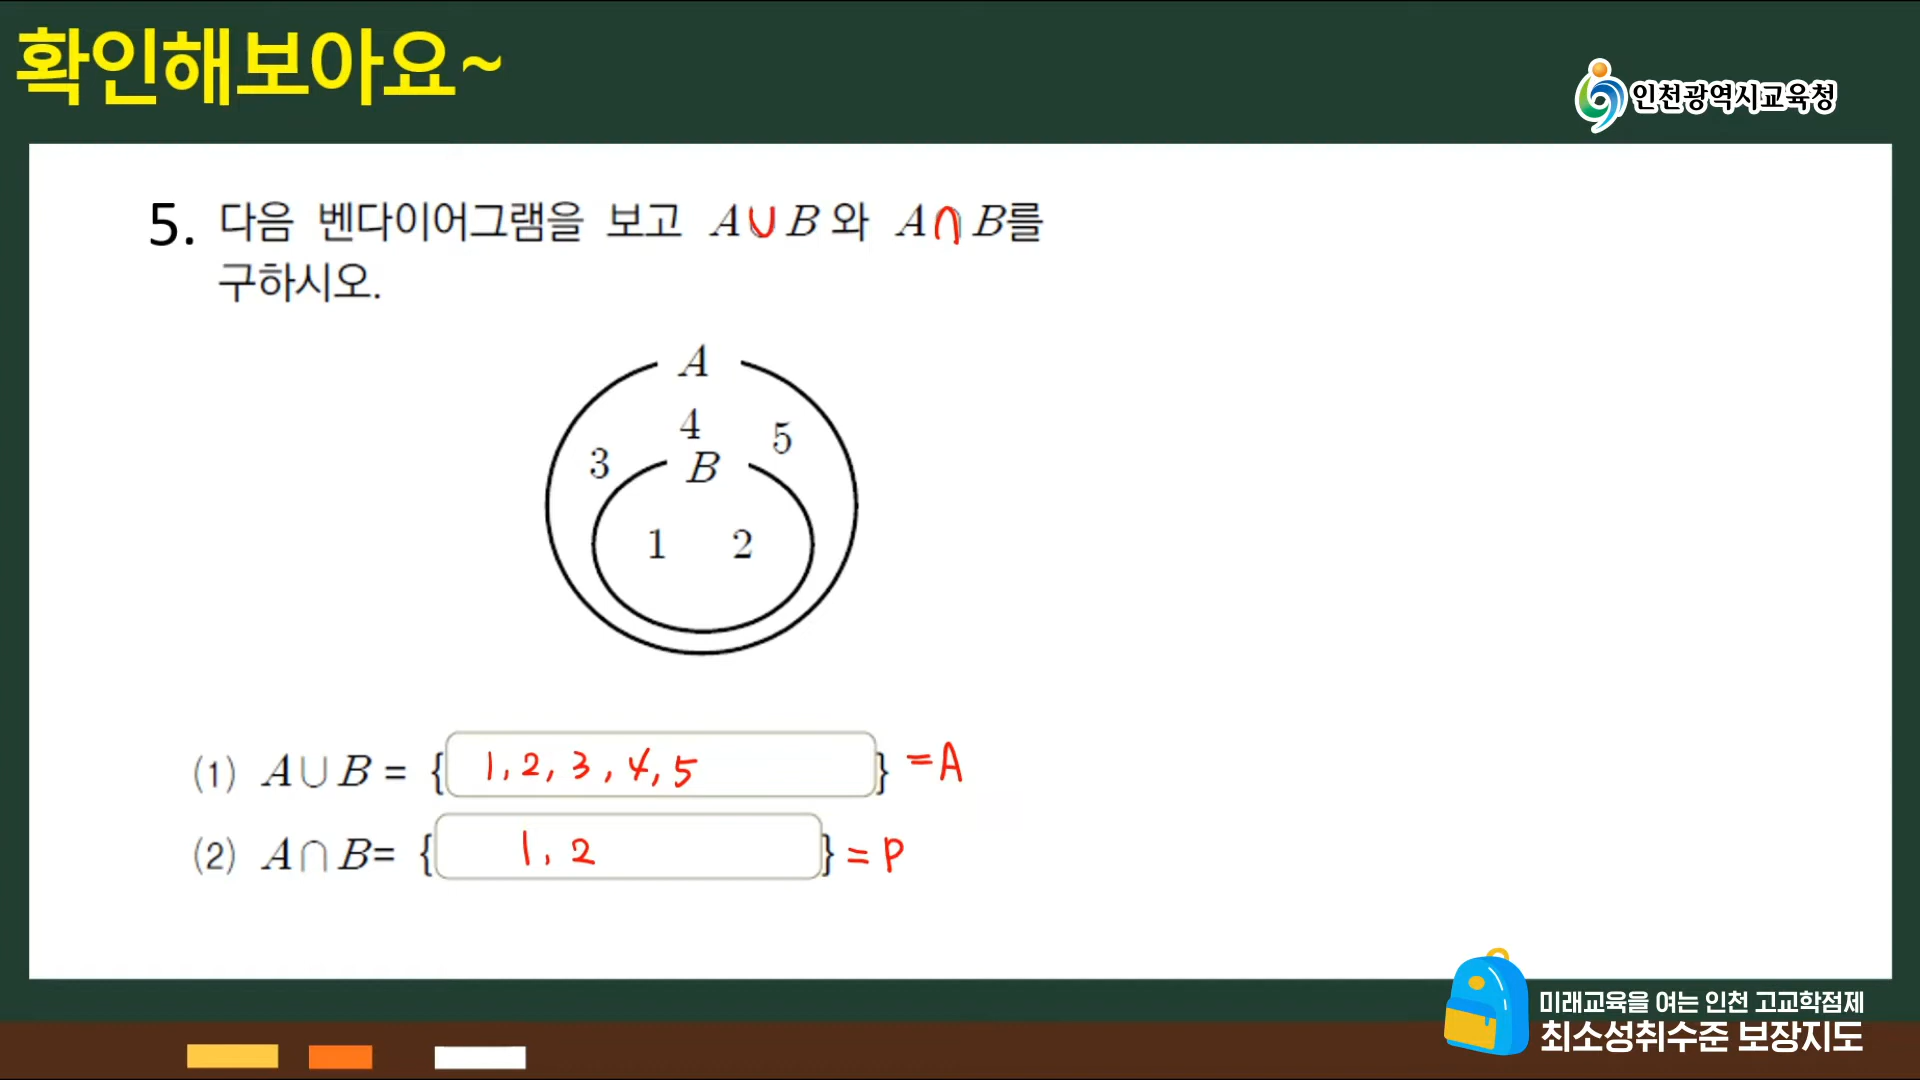 확인해보아요~
인천광역시교육청
5. 다음 벤다이어그램을 보고 A∪B와 A∩B를
구하시오.
A
4
5
3
B
1 2
(1) A∪B = {1, 2, 3, 4, 5} = A
(2) A∩B= {1, 2} = P
미래교육을 여는 인천 고교학점제
최소성취수준 보장지도